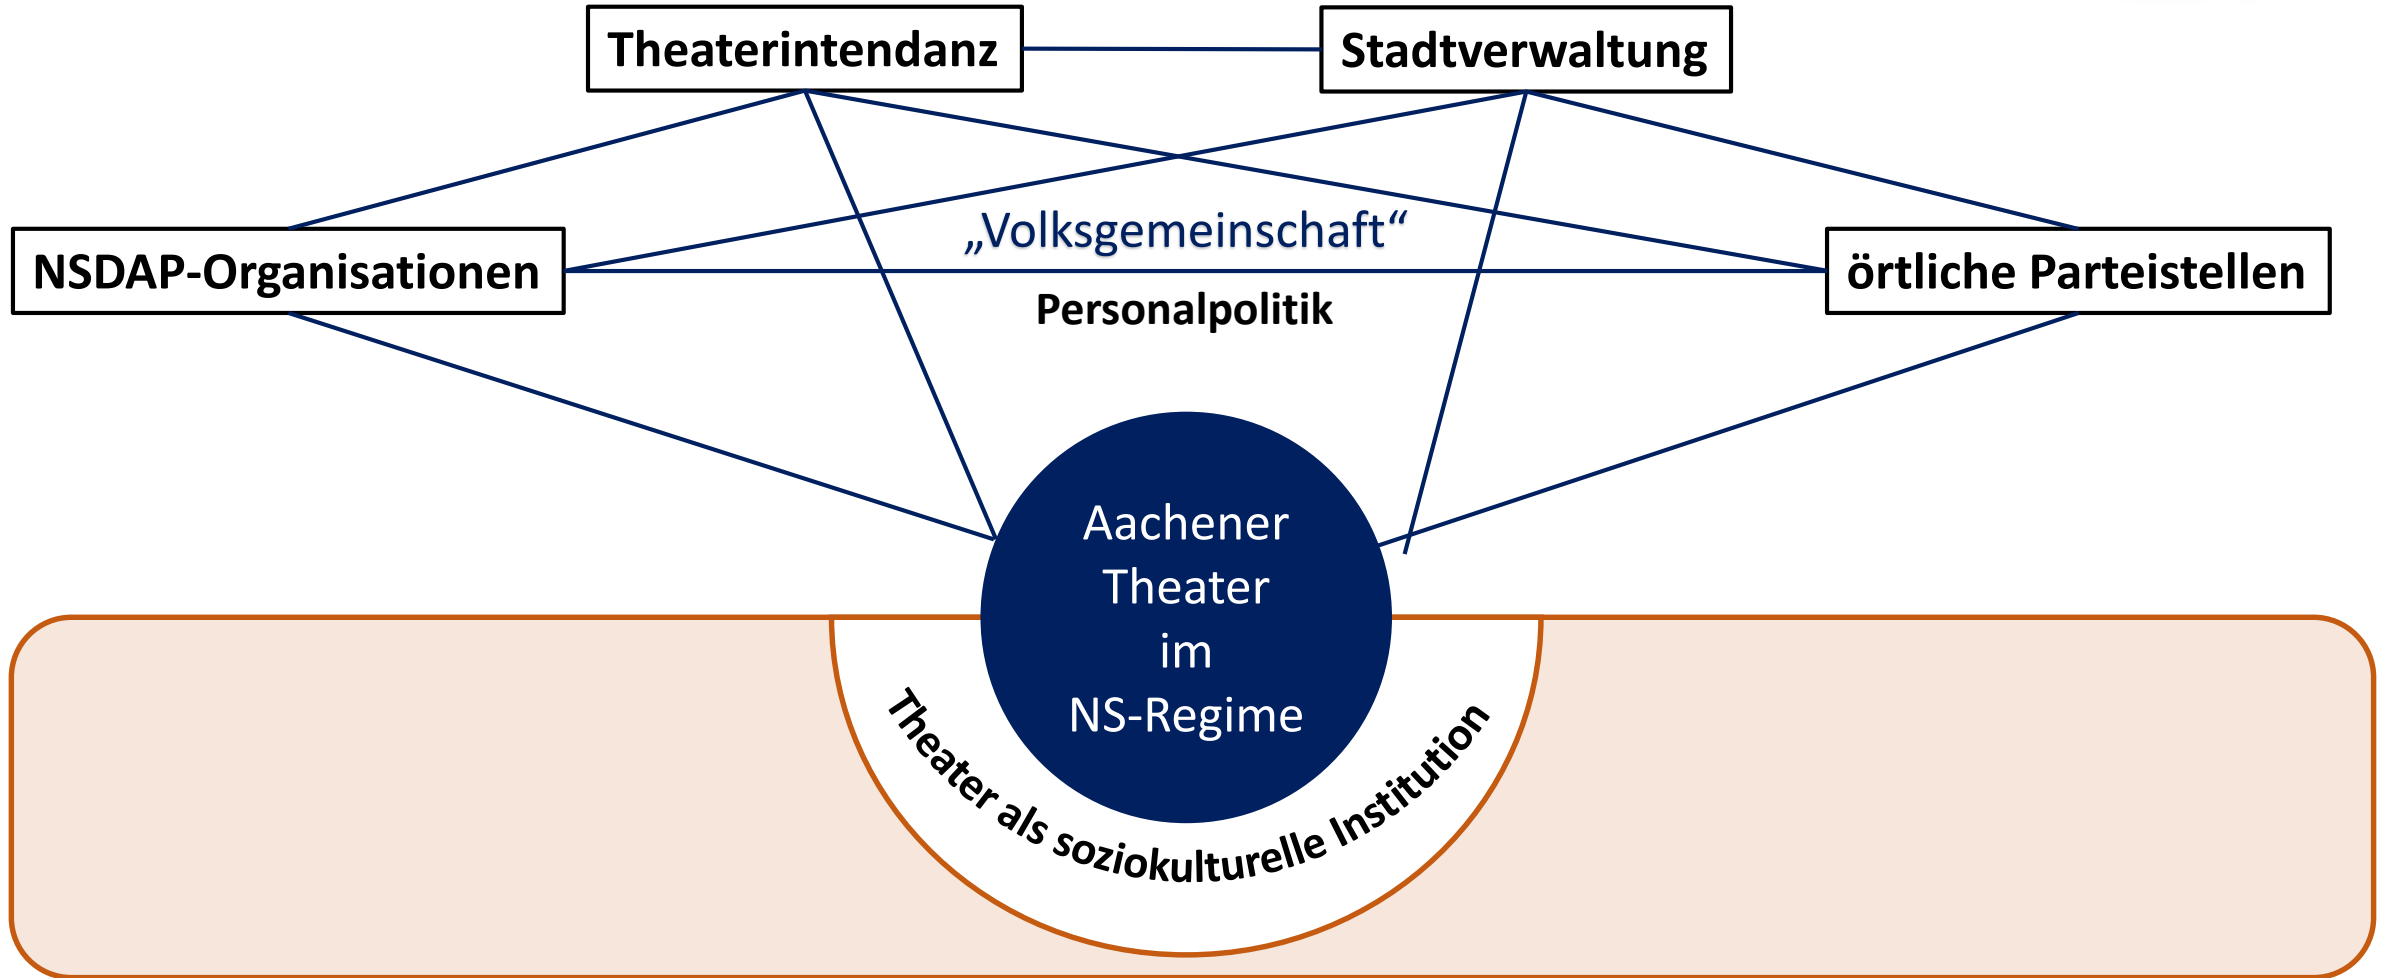 Theaterintendanz
Stadtverwaltung
„Volksgemeinschaft“
NSDAP-Organisationen
örtliche Parteistellen
Personalpolitik
Aachener
Theater
im
NS-Regime
Theater als soziokulturelle Institution